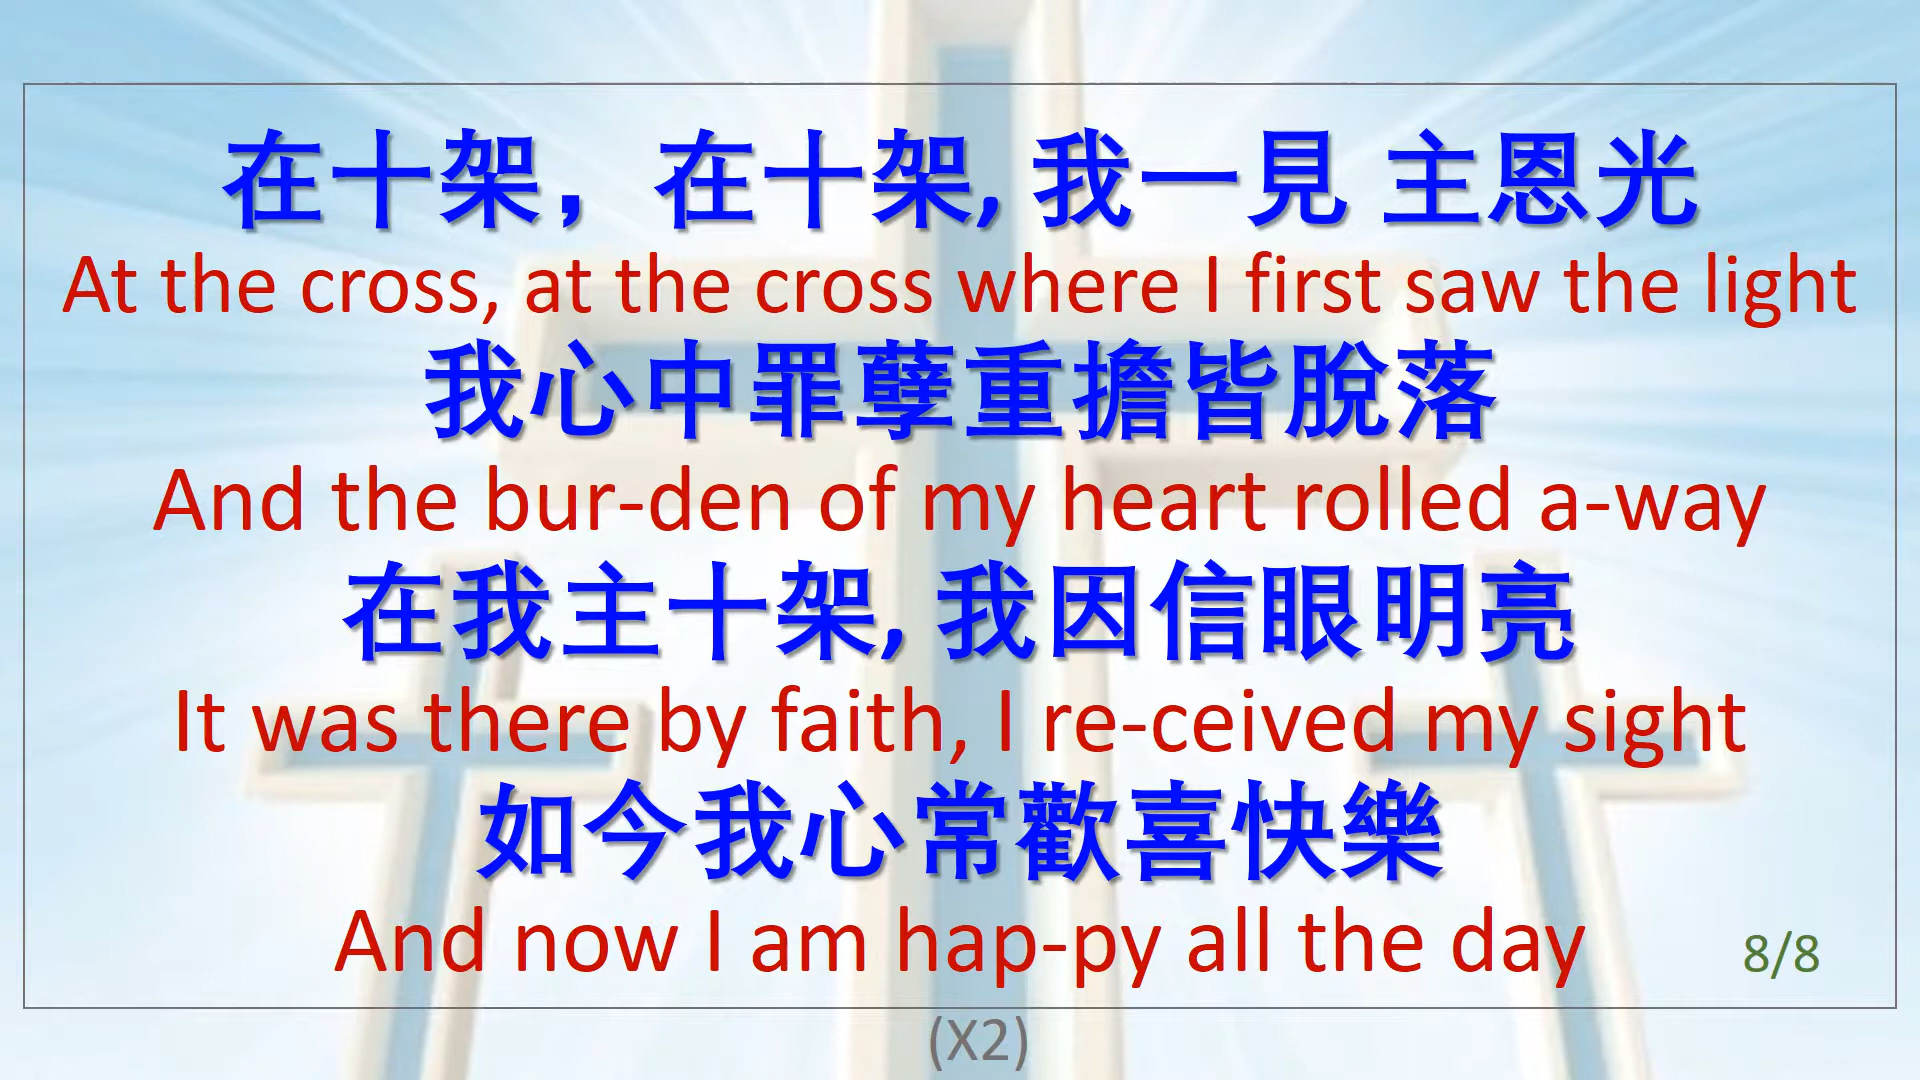 在十架，在十架, 我一見 主恩光
At the cross, at the cross where I first saw the light
我心中罪孽重擔皆脫落
And the bur-den of my heart rolled a-way
在我主十架, 我因信眼明亮
It was there by faith, I re-ceived my sight
如今我心常歡喜快樂
And now I am hap-py all the day
8/8
(X2)